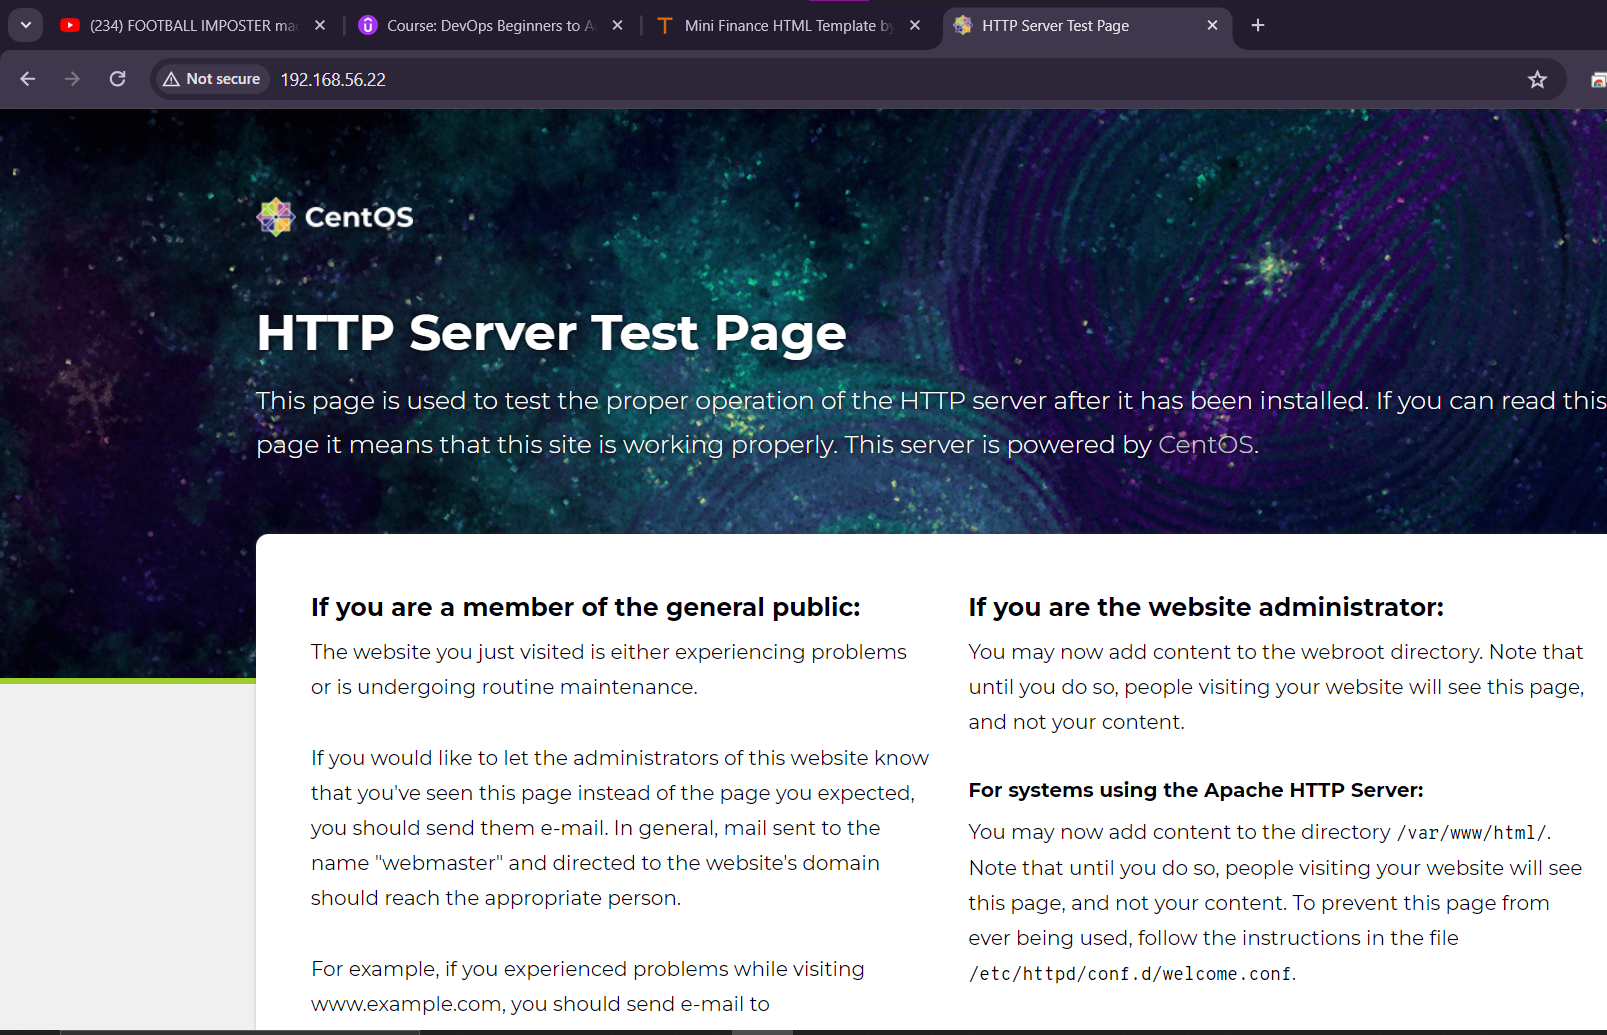 (234) FOOTBALL IMPOSTER
Course: DevOps Beginners to
Mini Finance HTML Template by
HTTP Server Test Page
Not secure
192.168.56.22
CentOS
HTTP Server Test Page
This page is used to test the proper operation of the HTTP server after it has been installed. If you can read this
page it means that this site is working properly. This server is powered by CentOS.
If you are a member of the general public:
The website you just visited is either experiencing problems
or is undergoing routine maintenance.
If you would like to let the administrators of this website know
that you've seen this page instead of the page you expected,
you should send them e-mail. In general, mail sent to the
name "webmaster" and directed to the website's domain
should reach the appropriate person.
For example, if you experienced problems while visiting
www.example.com, you should send e-mail to
If you are the website administrator:
You may now add content to the webroot directory. Note that
until you do so, people visiting your website will see this page,
and not your content.
For systems using the Apache HTTP Server:
You may now add content to the directory /var/www/html/.
Note that until you do so, people visiting your website will see
this page, and not your content. To prevent this page from
ever being used, follow the instructions in the file
/etc/httpd/conf.d/welcome.conf.